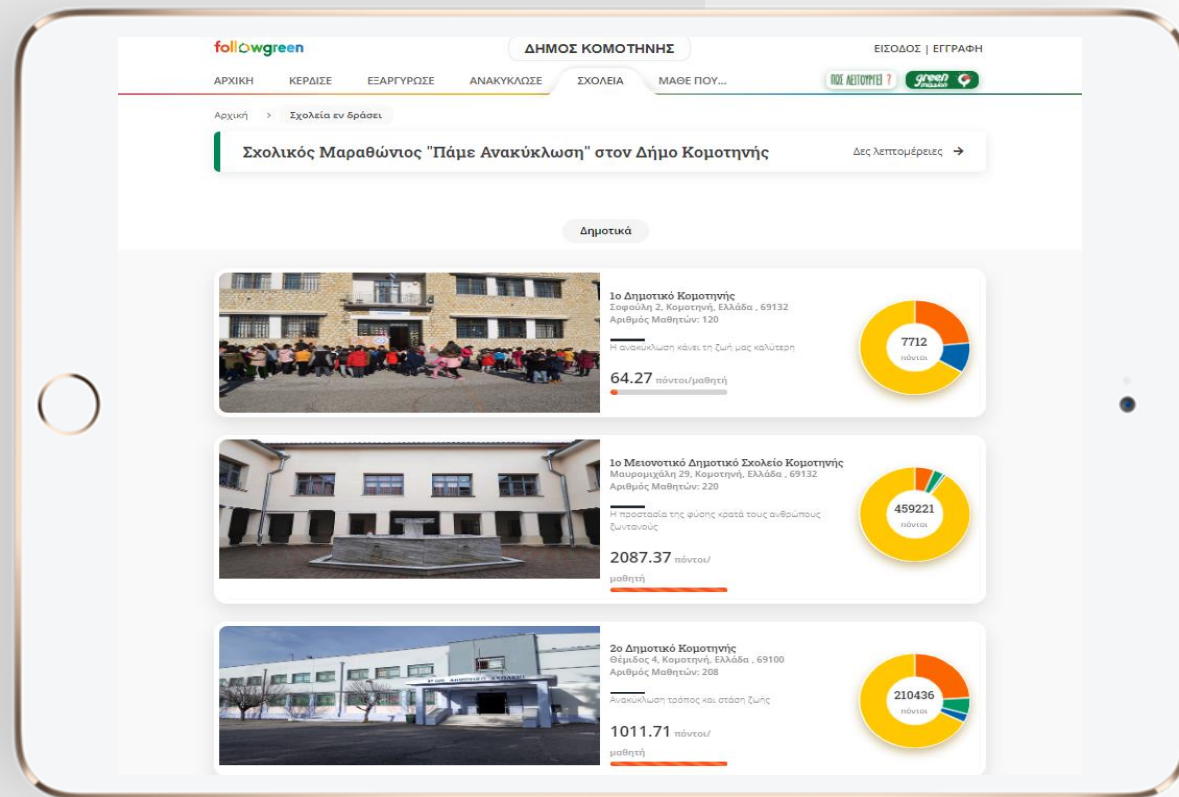 followgreen
ΔΗΜΟΣ ΚΟΜΟΤΗΝΗΣ
ΕΙΣΟΔΟΣ | ΕΓΓΡΑΦΗ
ΑΡΧΙΚΗ ΚΕΡΔΙΣΕ ΕΞΑΡΓΥΡΩΣΕ ΑΝΑΚΥΚΛΩΣΕ ΣΧΟΛΕΙΑ ΜΑΘΕ ΠΟΥ...
ΠΩΣ ΛΕΙΤΟΥΡΓΕΙ ?
green mission
Αρχική > Σχολεία εν δράσει
Σχολικός Μαραθώνιος "Πάμε Ανακύκλωση" στον Δήμο Κομοτηνής
Δες λεπτομέρειες →
Δημοτικά
1ο Δημοτικό Κομοτηνής
Σοφούλη 2, Κομοτηνή, Ελλάδα , 69132
Αριθμός Μαθητών: 120
Η ανακύκλωση κάνει τη ζωή μας καλύτερη
64.27 πόντοι/μαθητή
7712
πόντοι
1ο Μειονοτικό Δημοτικό Σχολείο Κομοτηνής
Μαυρομιχάλη 29, Κομοτηνή, Ελλάδα , 69132
Αριθμός Μαθητών: 220
Η προστασία της φύσης κρατά τους ανθρώπους
ζωντανούς
2087.37 πόντοι/
μαθητή
459221
πόντοι
2ο Δημοτικό Κομοτηνής
Θέμιδος 4, Κομοτηνή, Ελλάδα , 69100
Αριθμός Μαθητών: 208
Ανακύκλωση τρόπος και στάση ζωής
1011.71 πόντοι/
μαθητή
210436
πόντοι